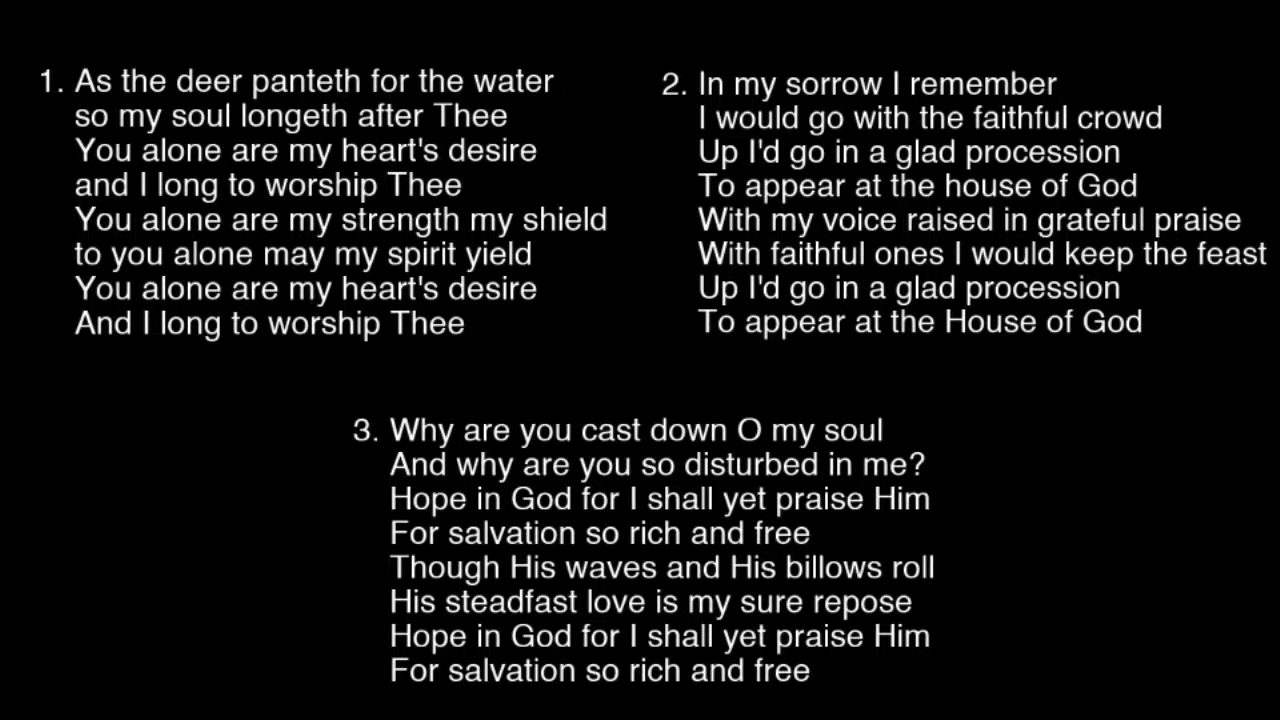 1. As the deer panteth for the water
so my soul longeth after Thee
You alone are my heart's desire
and I long to worship Thee
You alone are my strength my shield
to you alone may my spirit yield
You alone are my heart's desire
And I long to worship Thee
2. In my sorrow I remember
I would go with the faithful crowd
Up I'd go in a glad procession
To appear at the house of God
With my voice raised in grateful praise
With faithful ones I would keep the feast
Up I'd go in a glad procession
To appear at the House of God
3. Why are you cast down O my soul
And why are you so disturbed in me?
Hope in God for I shall yet praise Him
For salvation so rich and free
Though His waves and His billows roll
His steadfast love is my sure repose
Hope in God for I shall yet praise Him
For salvation so rich and free